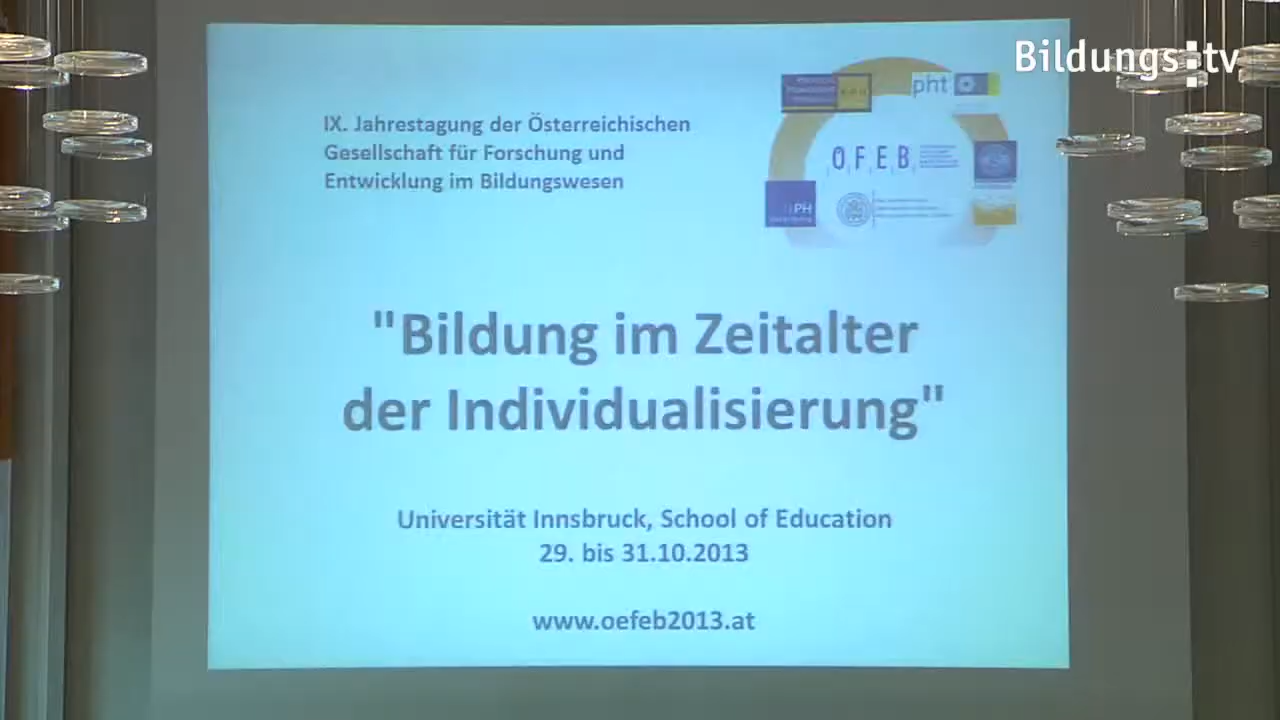 Bildungs:tv
IX. Jahrestagung der Österreichischen
Gesellschaft für Forschung und
Entwicklung im Bildungswesen
pht
ÖFEB
PH
"Bildung im Zeitalter
der Individualisierung"
Universität Innsbruck, School of Education
29. bis 31.10.2013
www.oefeb2013.at